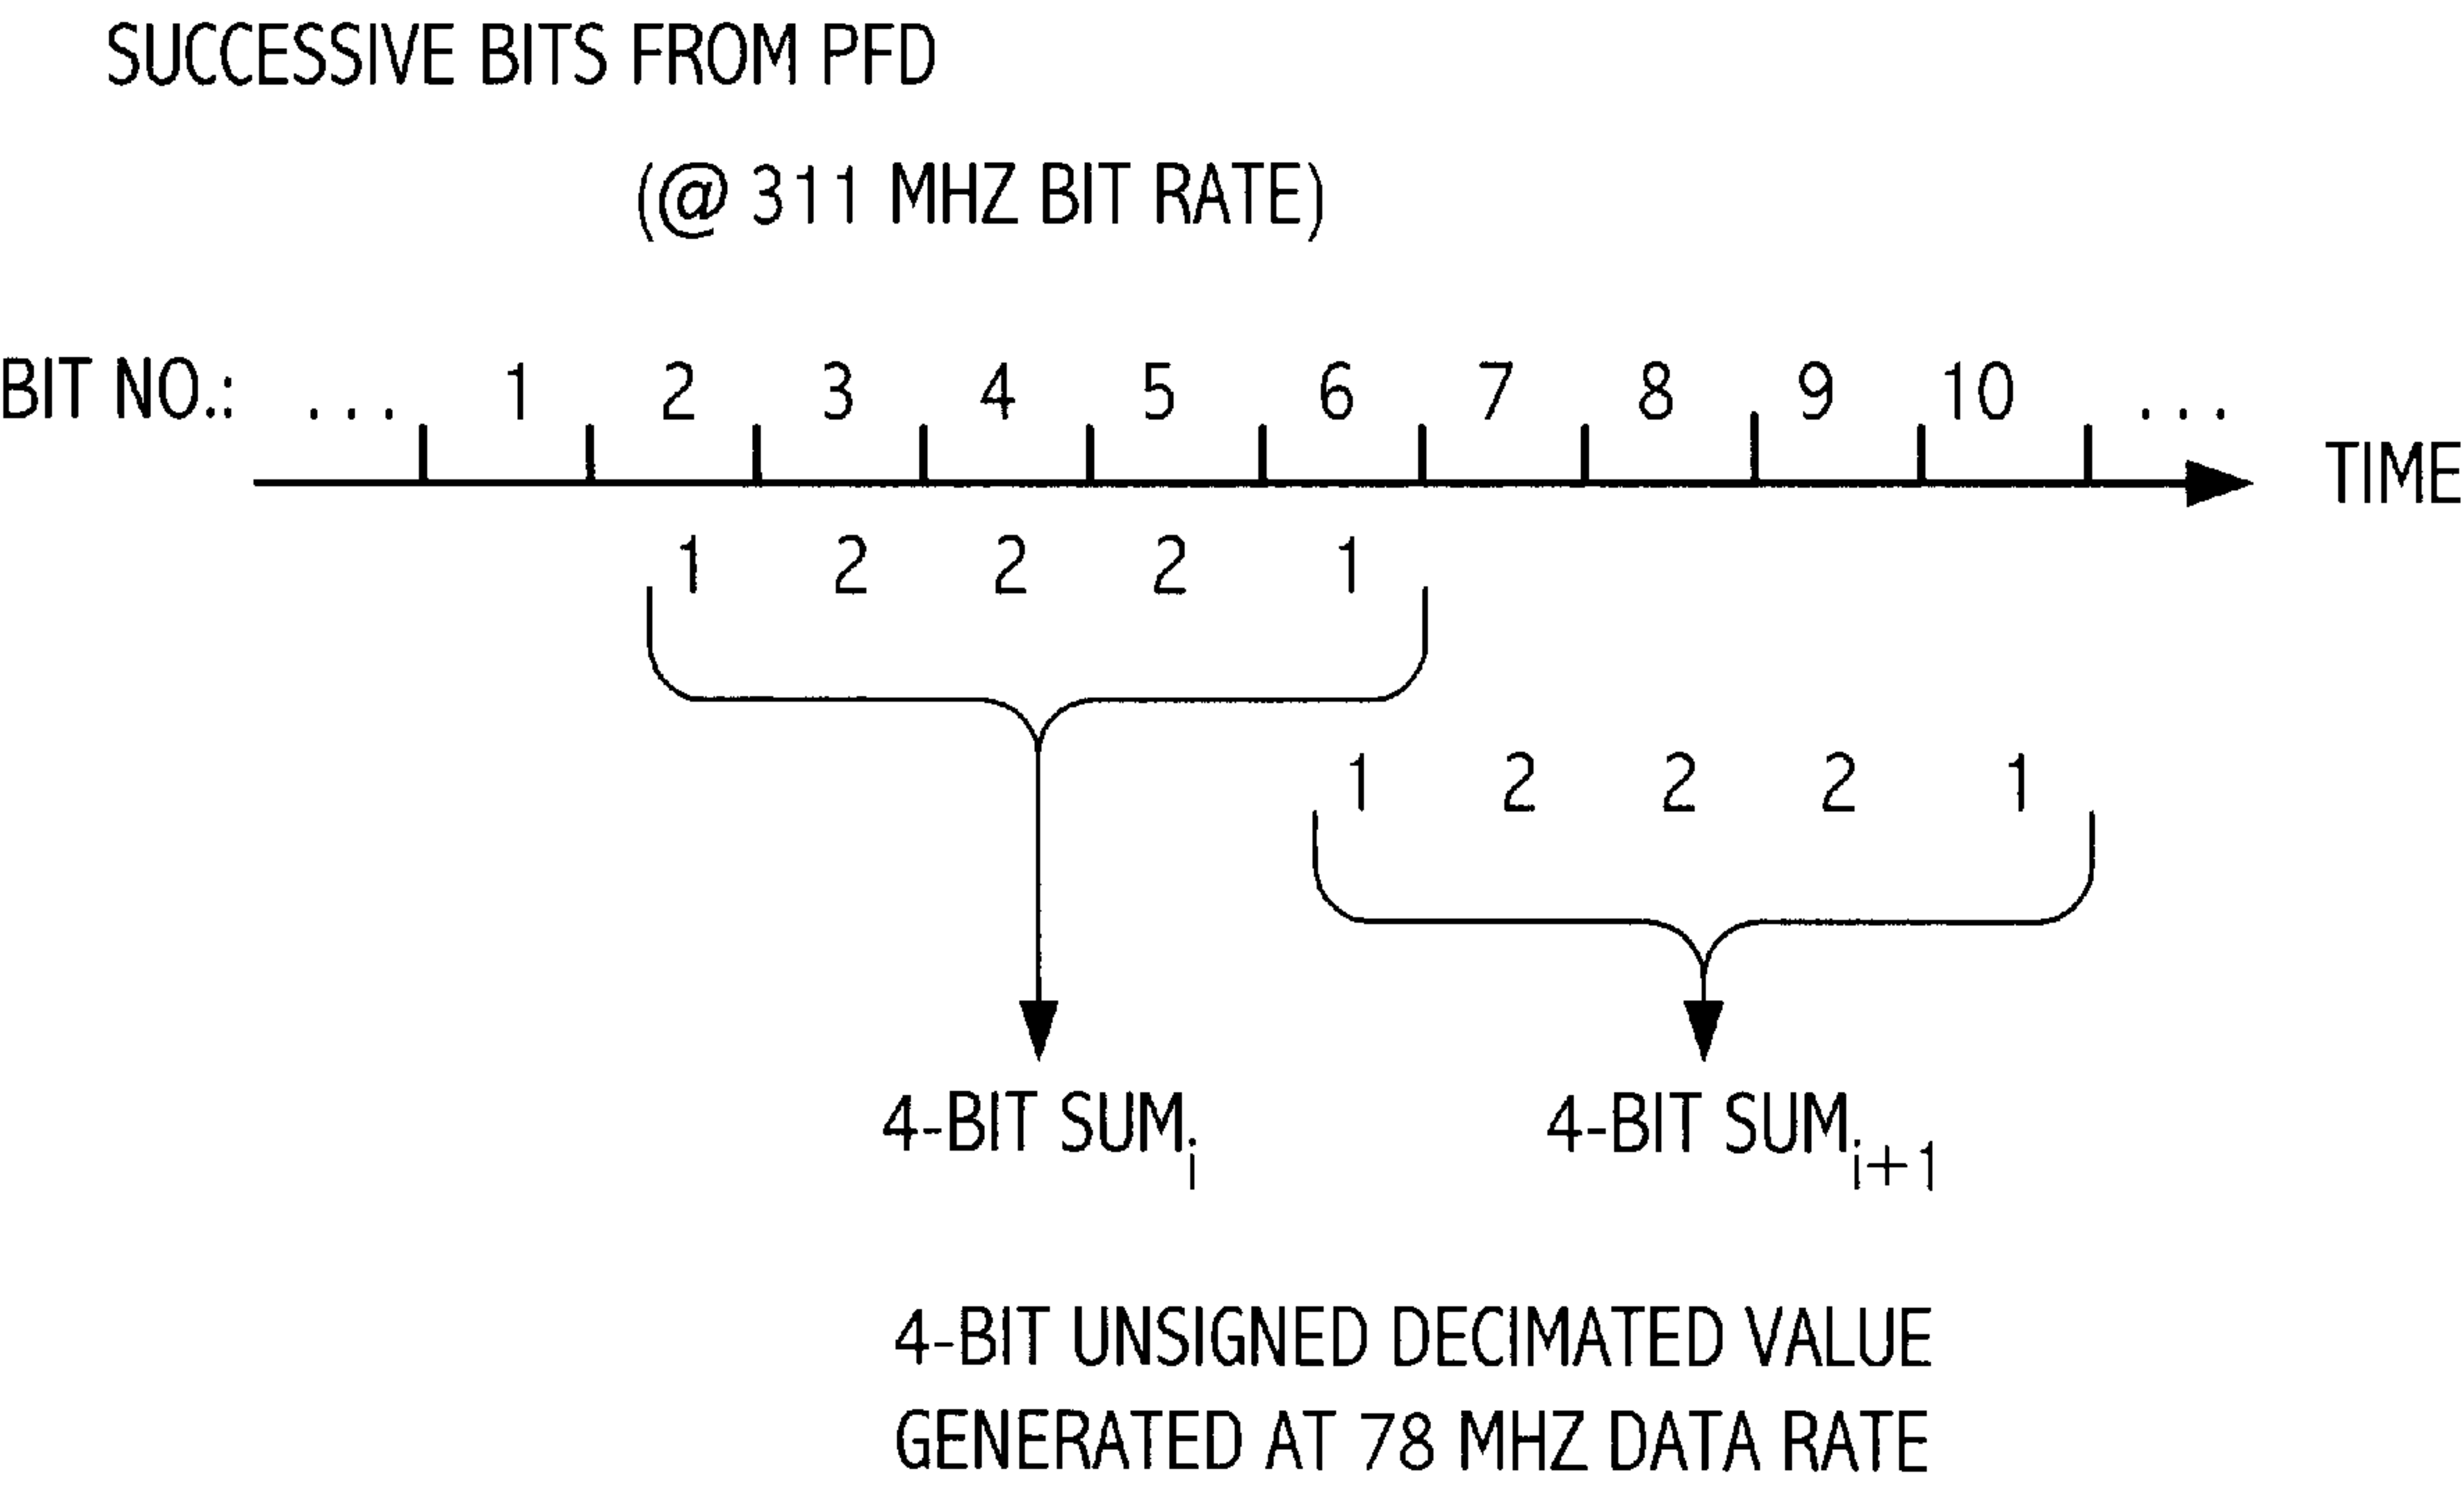 SUCCESSIVE BITS FROM PFD
(@ 311 MHZ BIT RATE)
BIT NO.: ... 1 2 3 4 5 6 7 8 9 10 ...
TIME
1 2 2 2 1
1 2 2 2 1
4-BIT SUMi 4-BIT SUMi+1
4-BIT UNSIGNED DECIMATED VALUE
GENERATED AT 78 MHZ DATA RATE